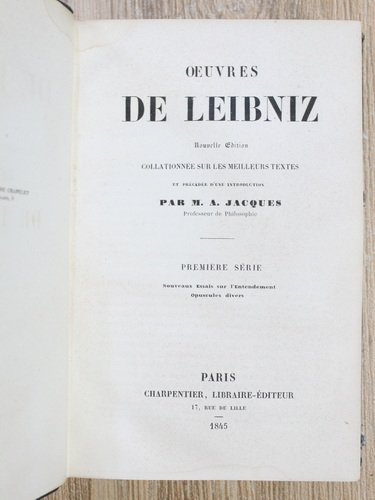 OEUVRES
DE LEIBNIZ
Nouvelle Édition
COLLATIONNÉE SUR LES MEILLEURS TEXTES
ET PRÉCÉDÉE D'UNE INTRODUCTION
PAR M. A. JACQUES
Professeur de Philosophie
PREMIÈRE SÉRIE
Nouveaux Essais sur l'Entendement
Opuscules divers
PARIS
CHARPENTIER, LIBRAIRE-ÉDITEUR
17, RUE DE LILLE
1845